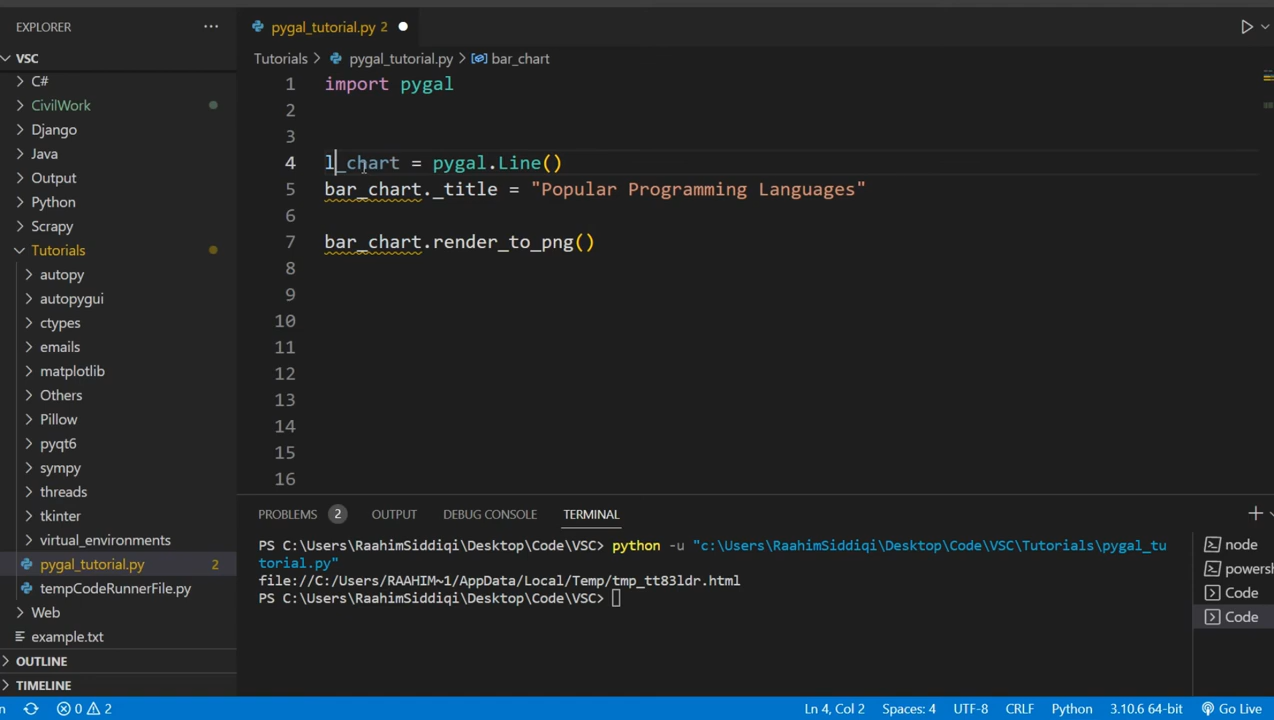 EXPLORER ···
pygal_tutorial.py 2
VSC
Tutorials > pygal_tutorial.py > bar_chart
C#
CivilWork
Django
Java
Output
Python
Scrapy
Tutorials
autopy
autopygui
ctypes
emails
matplotlib
Others
Pillow
pyqt6
sympy
threads
tkinter
virtual_environments
pygal_tutorial.py 2
tempCodeRunnerFile.py
Web
example.txt
OUTLINE
TIMELINE
1 import pygal
2
3
4 l_chart = pygal.Line()
5 bar_chart._title = "Popular Programming Languages"
6
7 bar_chart.render_to_png()
8
9
10
11
12
13
14
15
16
PROBLEMS 2 OUTPUT DEBUG CONSOLE TERMINAL
PS C:\Users\RaahimSiddiqi\Desktop\Code\VSC> python -u "c:\Users\RaahimSiddiqi\Desktop\Code\VSC\Tutorials\pygal_tu
torial.py"
file://C:/Users/RAAHIM~1/AppData/Local/Temp/tmp_tt83ldr.html
PS C:\Users\RaahimSiddiqi\Desktop\Code\VSC>
node
powersh
Code
Code
n 0 2 Ln 4, Col 2 Spaces: 4 UTF-8 CRLF Python 3.10.6 64-bit Go Live